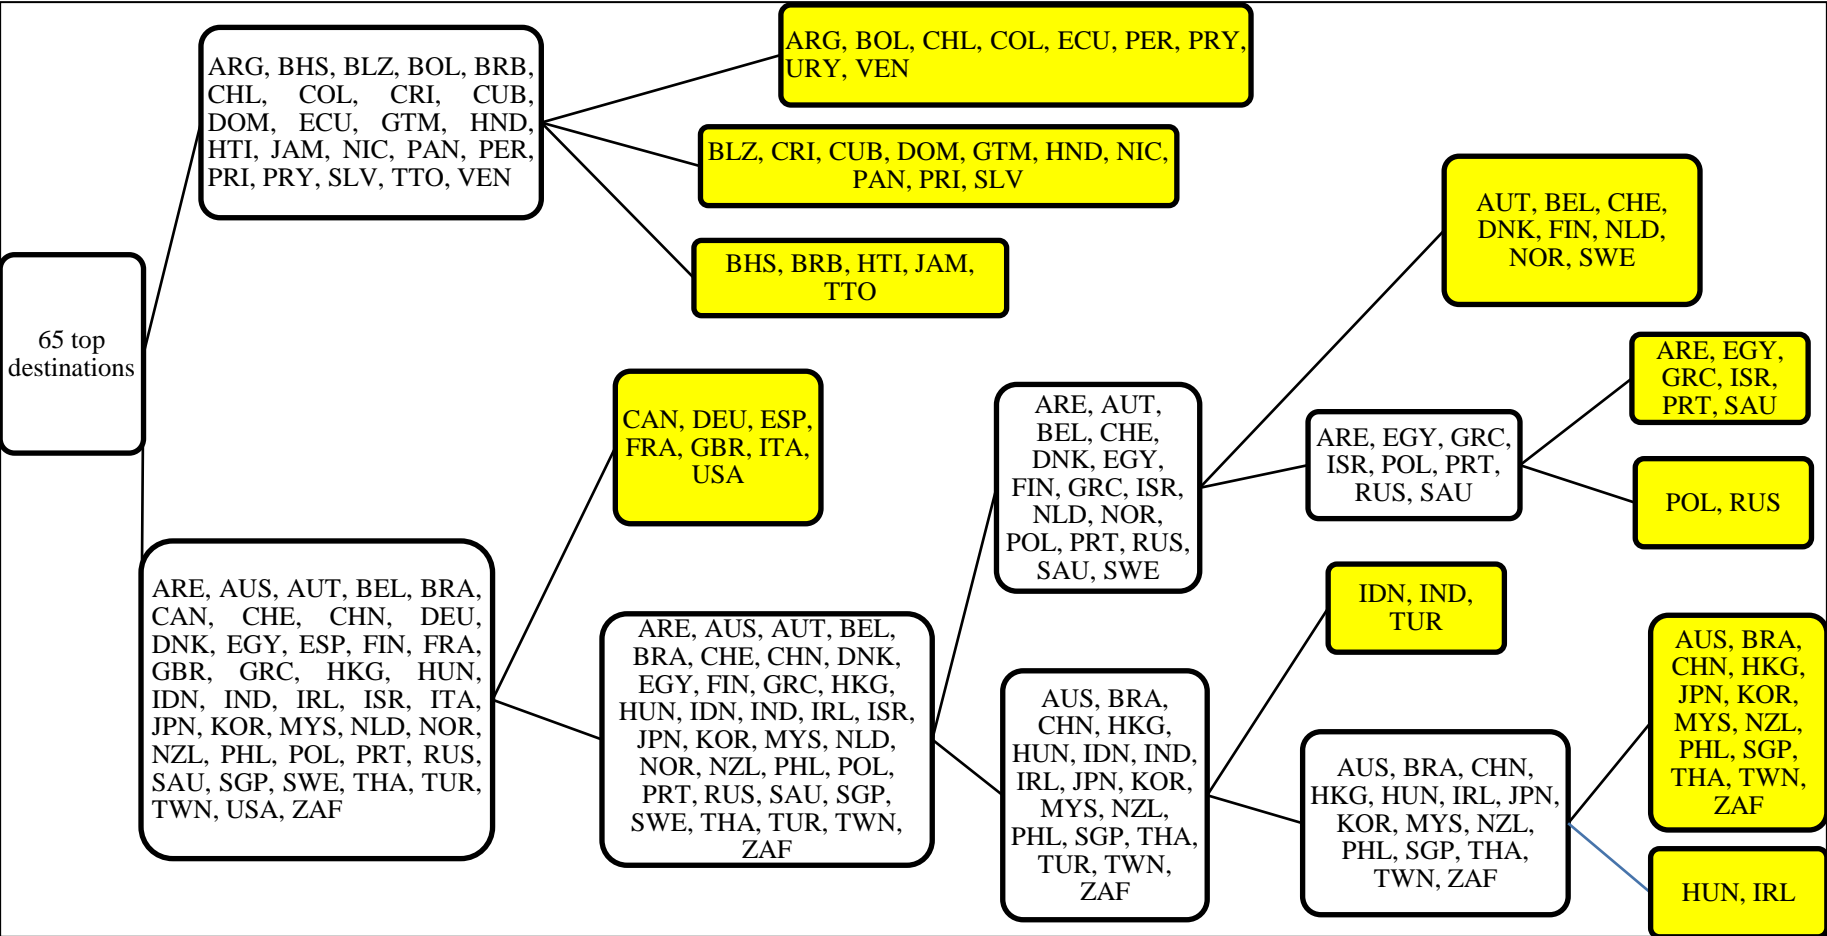 65 top
destinations
ARG, BHS, BLZ, BOL, BRB,
CHL, COL, CRI, CUB,
DOM, ECU, GTM, HND,
HTI, JAM, NIC, PAN, PER,
PRI, PRY, SLV, TTO, VEN
ARG, BOL, CHL, COL, ECU, PER, PRY,
URY, VEN
BLZ, CRI, CUB, DOM, GTM, HND, NIC,
PAN, PRI, SLV
BHS, BRB, HTI, JAM,
TTO
ARE, AUS, AUT, BEL, BRA,
CAN, CHE, CHN, DEU,
DNK, EGY, ESP, FIN, FRA,
GBR, GRC, HKG, HUN,
IDN, IND, IRL, ISR, ITA,
JPN, KOR, MYS, NLD, NOR,
NZL, PHL, POL, PRT, RUS,
SAU, SGP, SWE, THA, TUR,
TWN, USA, ZAF
CAN, DEU, ESP,
FRA, GBR, ITA,
USA
ARE, AUS, AUT, BEL,
BRA, CHE, CHN, DNK,
EGY, FIN, GRC, HKG,
HUN, IDN, IND, IRL, ISR,
JPN, KOR, MYS, NLD,
NOR, NZL, PHL, POL,
PRT, RUS, SAU, SGP,
SWE, THA, TUR, TWN,
ZAF
ARE, AUT,
BEL, CHE,
DNK, EGY,
FIN, GRC, ISR,
NLD, NOR,
POL, PRT, RUS,
SAU, SWE
AUT, BEL, CHE,
DNK, FIN, NLD,
NOR, SWE
ARE, EGY, GRC,
ISR, POL, PRT,
RUS, SAU
ARE, EGY,
GRC, ISR,
PRT, SAU
POL, RUS
AUS, BRA,
CHN, HKG,
HUN, IDN, IND,
IRL, JPN, KOR,
MYS, NZL,
PHL, SGP, THA,
TUR, TWN,
ZAF
IDN, IND,
TUR
AUS, BRA, CHN,
HKG, HUN, IRL, JPN,
KOR, MYS, NZL,
PHL, SGP, THA,
TWN, ZAF
AUS, BRA,
CHN, HKG,
JPN, KOR,
MYS, NZL,
PHL, SGP,
THA, TWN,
ZAF
HUN, IRL